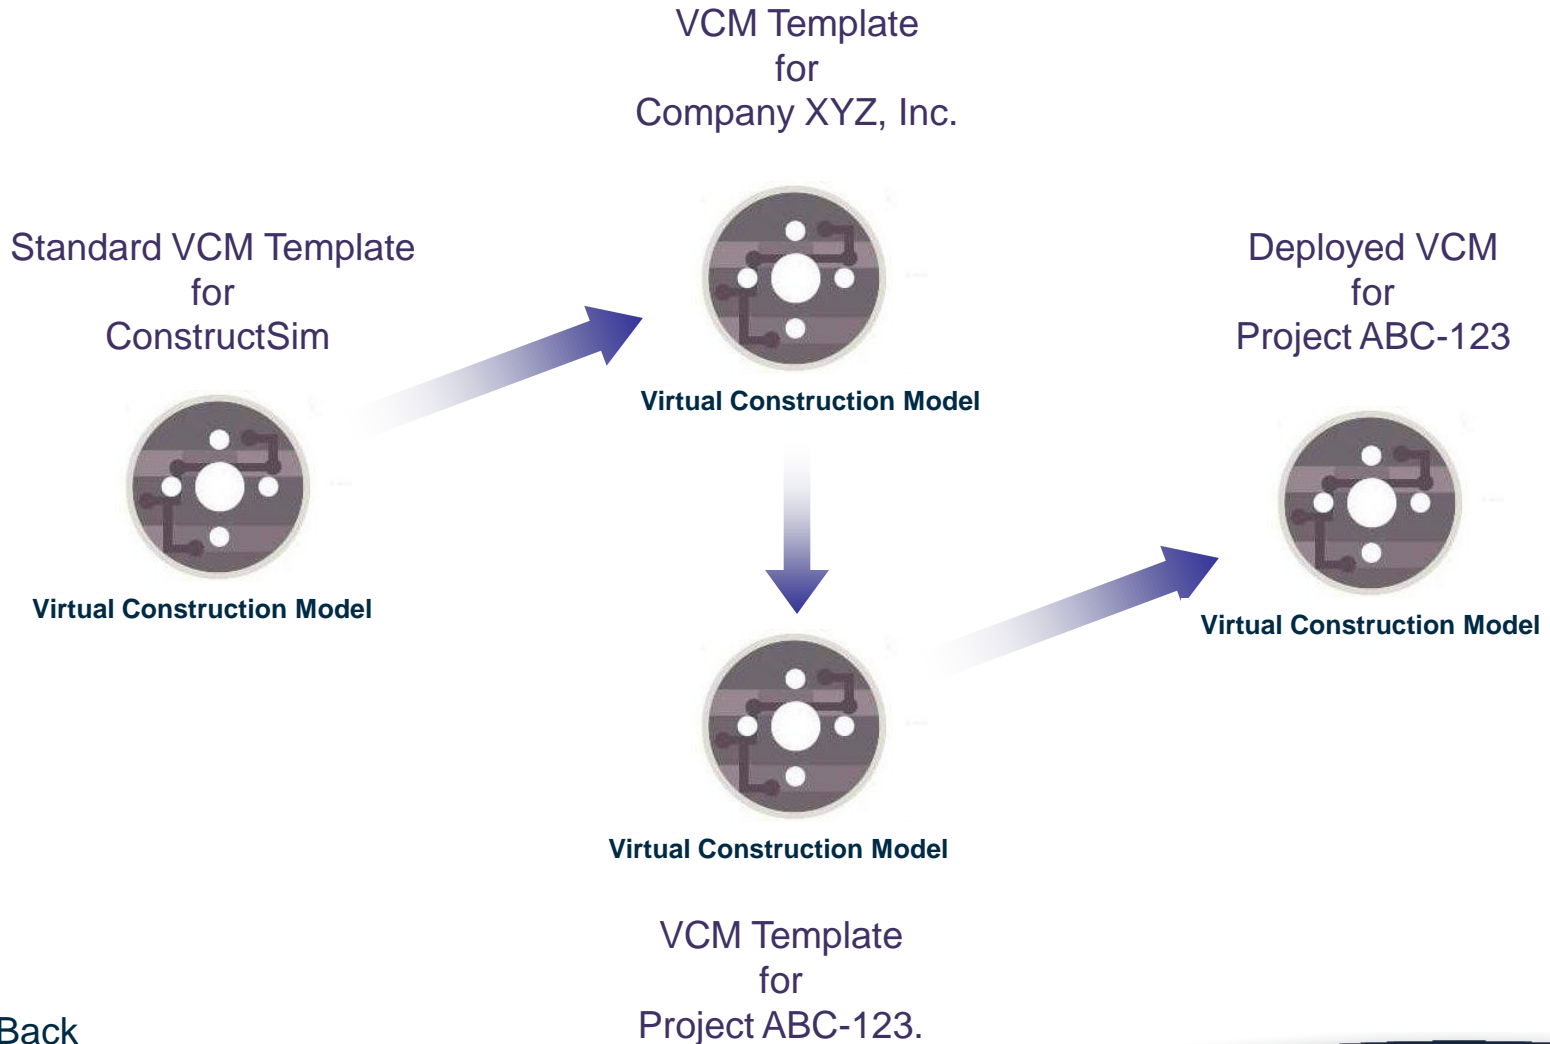 VCM Template
for
Company XYZ, Inc.
Standard VCM Template
for
ConstructSim
Deployed VCM
for
Project ABC-123
Virtual Construction Model
Virtual Construction Model
Virtual Construction Model
Virtual Construction Model
VCM Template
for
Project ABC-123.
Back